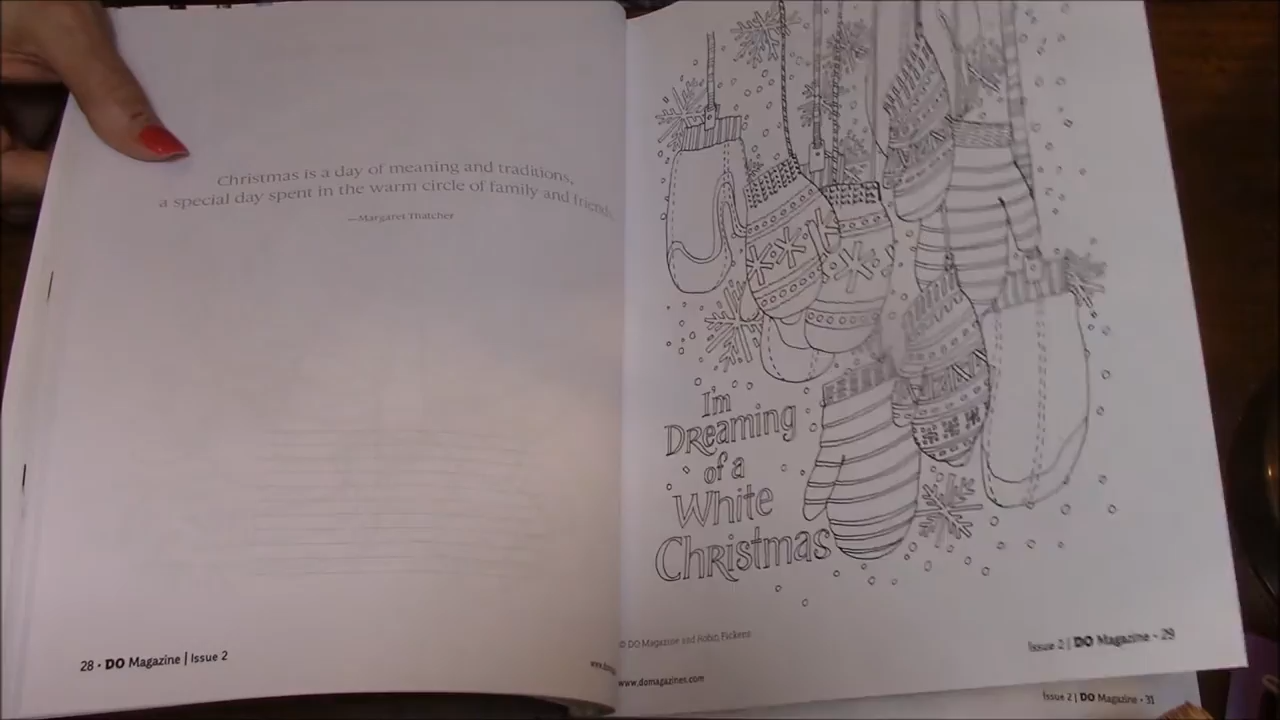 Christmas is a day of meaning and traditions,
a special day spent in the warm circle of family and friends.
—Margaret Thatcher
28 • DO Magazine | Issue 2
I'm
Dreaming
of a
White
Christmas
© DO Magazine and Robin Pickens
www.domagazines.com
Issue 2 | DO Magazine • 29
Issue 2 | DO Magazine • 31